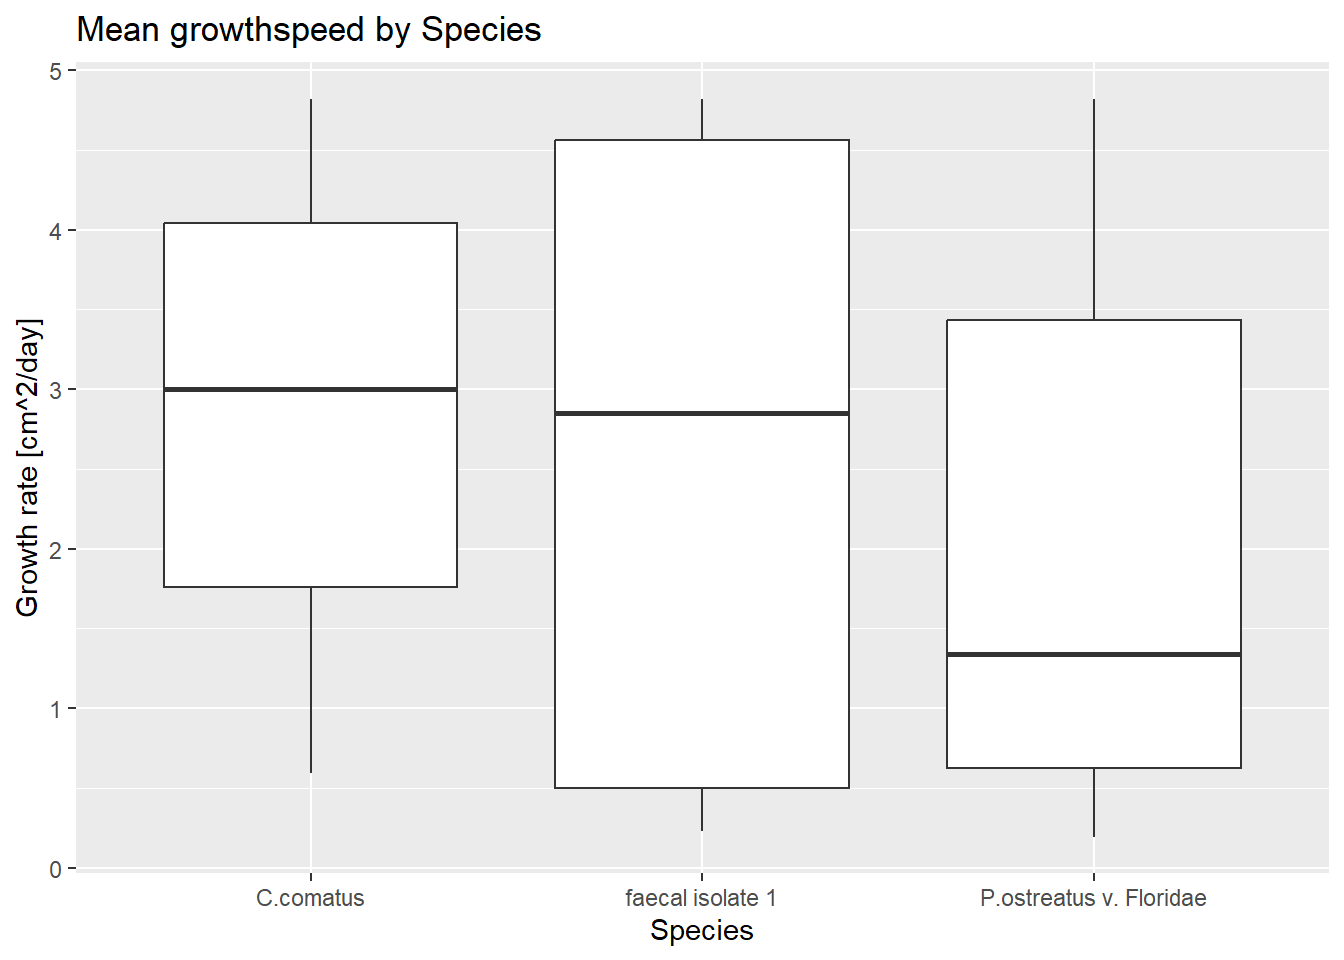 Mean growthspeed by Species
Growth rate [cm^2/day]
5
4
3
2
1
0
C.comatus
faecal isolate 1
P.ostreatus v. Floridae
Species